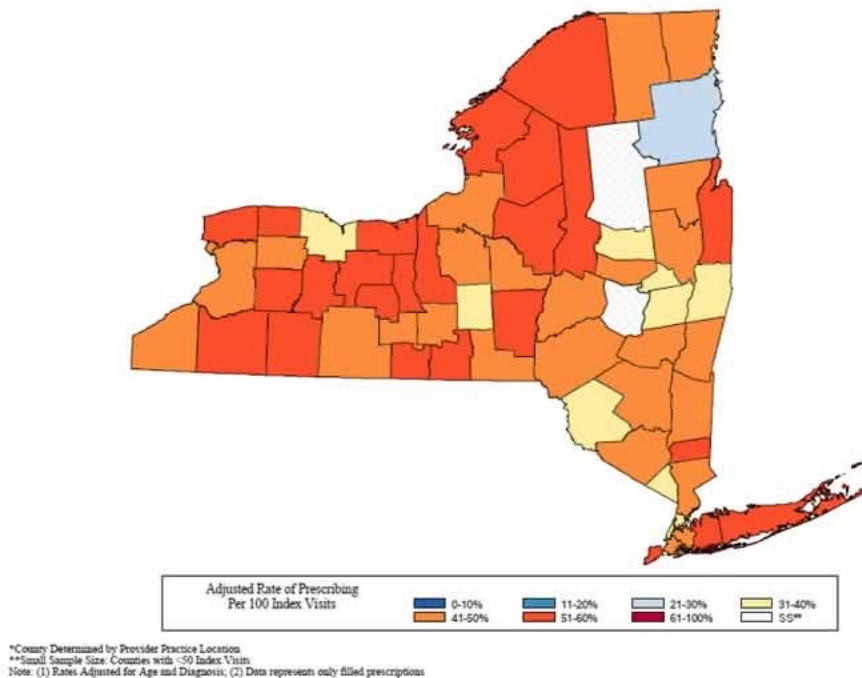 Adjusted Rate of Prescribing
Per 100 Index Visits
0-10% 11-20% 21-30% 31-40%
41-50% 51-60% 61-100% SS**
*County Determined by Provider Practice Location
**Small Sample Size: Counties with <50 Index Visits
Note: (1) Rates Adjusted for Age and Diagnosis; (2) Data represents only filled prescriptions